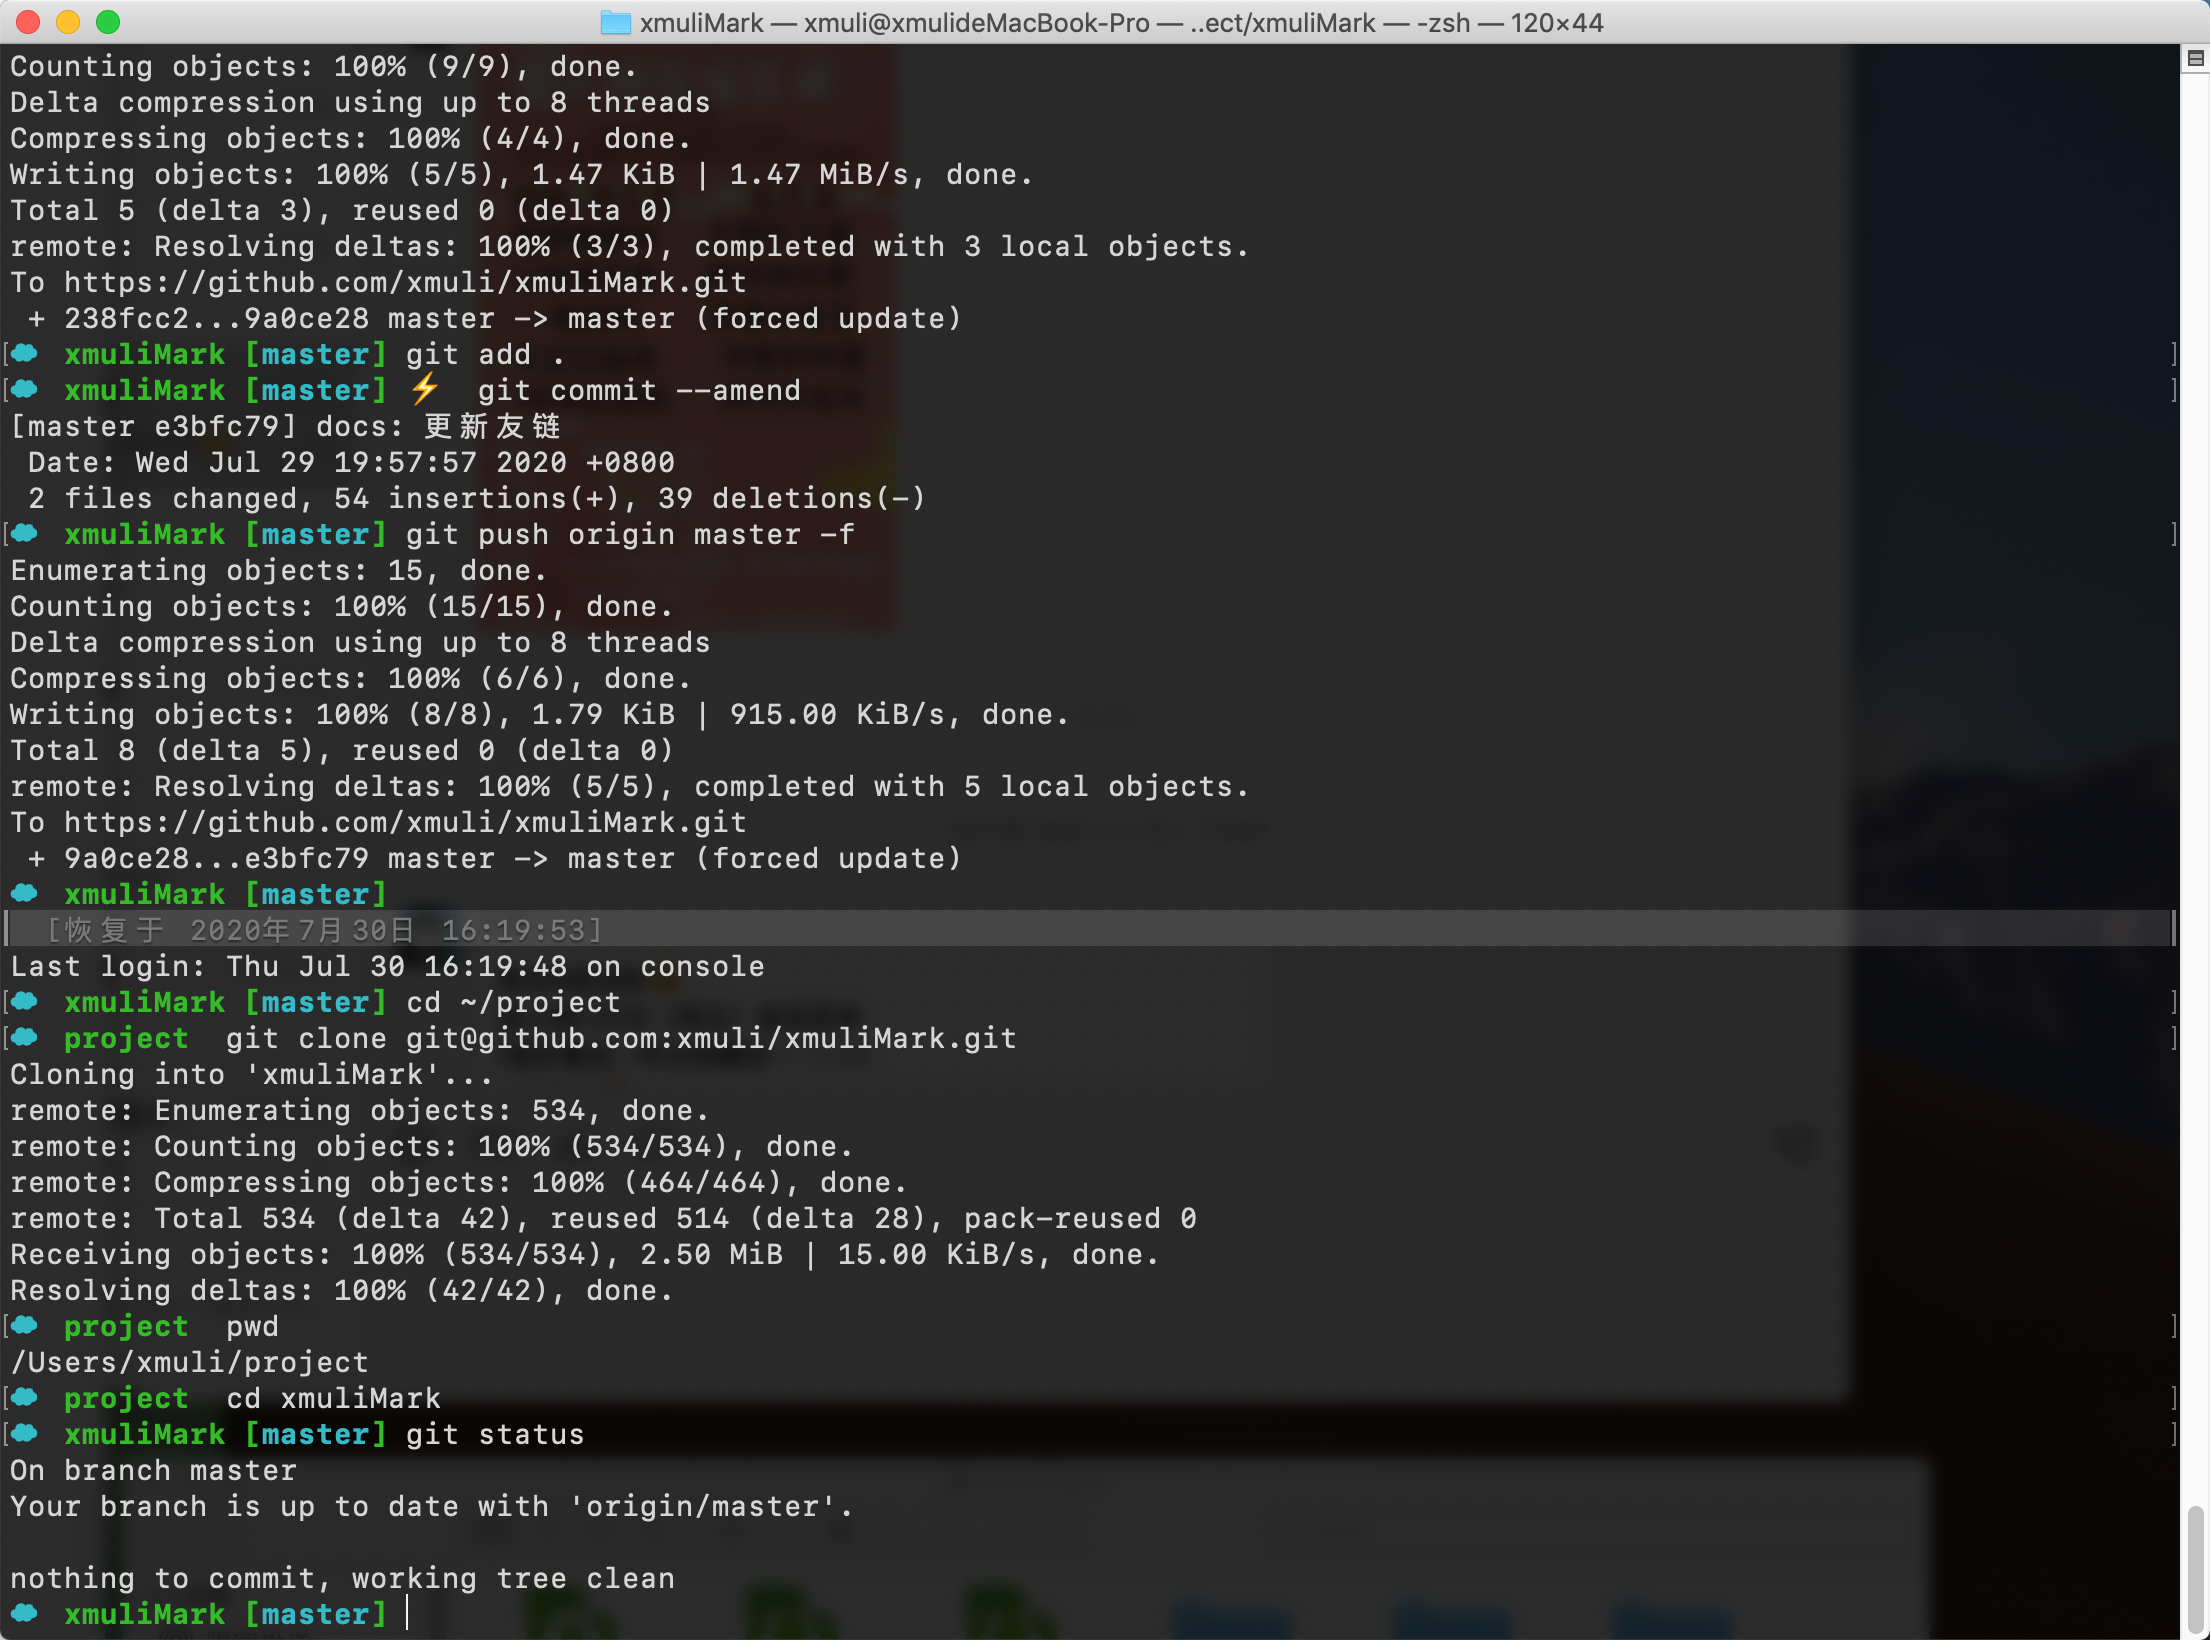 xmuliMark — xmuli@xmulideMacBook-Pro — ..ect/xmuliMark — -zsh — 120×44
Counting objects: 100% (9/9), done.
Delta compression using up to 8 threads
Compressing objects: 100% (4/4), done.
Writing objects: 100% (5/5), 1.47 KiB | 1.47 MiB/s, done.
Total 5 (delta 3), reused 0 (delta 0)
remote: Resolving deltas: 100% (3/3), completed with 3 local objects.
To https://github.com/xmuli/xmuliMark.git
 + 238fcc2...9a0ce28 master -> master (forced update)
[☁  xmuliMark [master] git add . ]
[☁  xmuliMark [master] ⚡  git commit --amend ]
[master e3bfc79] docs: 更新友链
 Date: Wed Jul 29 19:57:57 2020 +0800
 2 files changed, 54 insertions(+), 39 deletions(-)
[☁  xmuliMark [master] git push origin master -f ]
Enumerating objects: 15, done.
Counting objects: 100% (15/15), done.
Delta compression using up to 8 threads
Compressing objects: 100% (6/6), done.
Writing objects: 100% (8/8), 1.79 KiB | 915.00 KiB/s, done.
Total 8 (delta 5), reused 0 (delta 0)
remote: Resolving deltas: 100% (5/5), completed with 5 local objects.
To https://github.com/xmuli/xmuliMark.git
 + 9a0ce28...e3bfc79 master -> master (forced update)
☁  xmuliMark [master]
[恢复于 2020年7月30日 16:19:53]
Last login: Thu Jul 30 16:19:48 on console
[☁  xmuliMark [master] cd ~/project ]
[☁  project  git clone git@github.com:xmuli/xmuliMark.git ]
Cloning into 'xmuliMark'...
remote: Enumerating objects: 534, done.
remote: Counting objects: 100% (534/534), done.
remote: Compressing objects: 100% (464/464), done.
remote: Total 534 (delta 42), reused 514 (delta 28), pack-reused 0
Receiving objects: 100% (534/534), 2.50 MiB | 15.00 KiB/s, done.
Resolving deltas: 100% (42/42), done.
[☁  project  pwd ]
/Users/xmuli/project
[☁  project  cd xmuliMark ]
[☁  xmuliMark [master] git status ]
On branch master
Your branch is up to date with 'origin/master'.
nothing to commit, working tree clean
☁  xmuliMark [master]